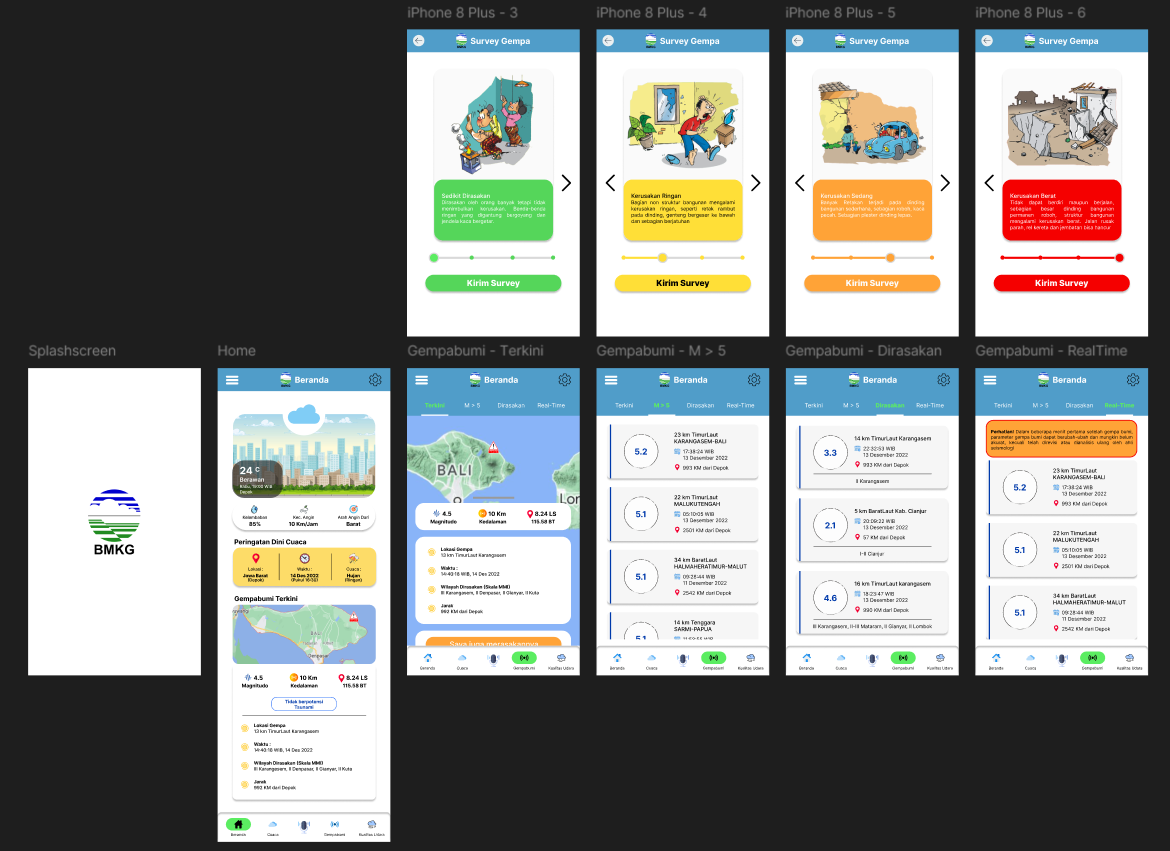 iPhone 8 Plus - 3
Survey Gempa
Sedikit Dirasakan
Dirasakan oleh orang banyak tetapi tidak
menimbulkan kerusakan. Benda-benda
ringan yang digantung bergoyang dan
jendela kaca bergetar.
Kirim Survey
iPhone 8 Plus - 4
Survey Gempa
Kerusakan Ringan
Bagian non struktur bangunan mengalami
kerusakan ringan, seperti retak rambut
pada dinding, genteng bergeser ke bawah
dan sebagian berjatuhan
Kirim Survey
iPhone 8 Plus - 5
Survey Gempa
Kerusakan Sedang
Banyak Retakan terjadi pada dinding
bangunan sederhana, sebagian roboh, kaca
pecah. Sebagian plester dinding lepas.
Kirim Survey
iPhone 8 Plus - 6
Survey Gempa
Kerusakan Berat
Tidak dapat berdiri maupun berjalan,
sebagian besar dinding bangunan
permanen roboh, struktur bangunan
mengalami kerusakan berat. Jalan rusak
parah, rel kereta dan jembatan bisa hancur
Kirim Survey
Splashscreen
BMKG
Home
Beranda
24 C
Berawan
Rabu, 19:00 WIB
Depok
Kelembaban
85%
Kec. Angin
10 Km/Jam
Arah Angin Dari
Barat
Peringatan Dini Cuaca
Lokasi :
Jawa Barat
(Depok)
Waktu :
14 Des 2022
Cuaca :
Hujan
(Ringan)
Gempabumi Terkini
BALI
Denpasar
4.5
Magnitudo
10 Km
Kedalaman
8.24 LS
115.58 BT
Tidak berpotensi
Tsunami
Lokasi Gempa
13 km TimurLaut Karangasem
Waktu :
14:40:18 WIB, 14 Des 2022
Wilayah Dirasakan (Skala MMI)
III Karangasem, II Denpasar, II Gianyar, II Kuta
Jarak
992 KM dari Depok
Beranda
Cuaca
Gempabumi
Kualitas Udara
Gempabumi - Terkini
Beranda
Terkini
M > 5
Dirasakan
Real-Time
BALI
Lor
4.5
Magnitudo
10 Km
Kedalaman
8.24 LS
115.58 BT
Lokasi Gempa
13 km TimurLaut Karangasem
Waktu :
14:40:18 WIB, 14 Des 2022
Wilayah Dirasakan (Skala MMI)
III Karangasem, II Denpasar, II Gianyar, II Kuta
Jarak
992 KM dari Depok
Saya juga merasakannya
Beranda
Cuaca
Gempabumi
Kualitas Udara
Gempabumi - M > 5
Beranda
Terkini
M > 5
Dirasakan
Real-Time
5.2
23 km TimurLaut
KARANGASEM-BALI
17:38:24 WIB
13 Desember 2022
993 KM dari Depok
5.1
22 km TimurLaut
MALUKUTENGAH
05:10:05 WIB
13 Desember 2022
2501 KM dari Depok
5.1
34 km BaratLaut
HALMAHERATIMUR-MALUT
09:28:44 WIB
11 Desember 2022
2542 KM dari Depok
5.1
14 km Tenggara
SARMI-PAPUA
Beranda
Cuaca
Gempabumi
Kualitas Udara
Gempabumi - Dirasakan
Beranda
Terkini
M > 5
Dirasakan
Real-Time
3.3
14 km TimurLaut Karangasem
22:32:53 WIB
13 Desember 2022
993 KM dari Depok
II Karangasem
2.1
5 km BaratLaut Kab. Cianjur
20:09:22 WIB
13 Desember 2022
57 KM dari Depok
I-II Cianjur
4.6
16 km TimurLaut karangasem
18:23:47 WIB
13 Desember 2022
990 KM dari Depok
III Karangasem, II-III Mataram, II Gianyar, II Lombok
Beranda
Cuaca
Gempabumi
Kualitas Udara
Gempabumi - RealTime
Beranda
Terkini
M > 5
Dirasakan
Real-Time
Perhatian! Dalam beberapa menit pertama setelah gempa bumi,
parameter gempa bumi dapat berubah-ubah dan mungkin belum
akurat, kecuali telah direvisi atau dianalisis ulang oleh ahli
seismologi
5.2
23 km TimurLaut
KARANGASEM-BALI
17:38:24 WIB
13 Desember 2022
993 KM dari Depok
5.1
22 km TimurLaut
MALUKUTENGAH
05:10:05 WIB
13 Desember 2022
2501 KM dari Depok
5.1
34 km BaratLaut
HALMAHERATIMUR-MALUT
09:28:44 WIB
11 Desember 2022
2542 KM dari Depok
Beranda
Cuaca
Gempabumi
Kualitas Udara